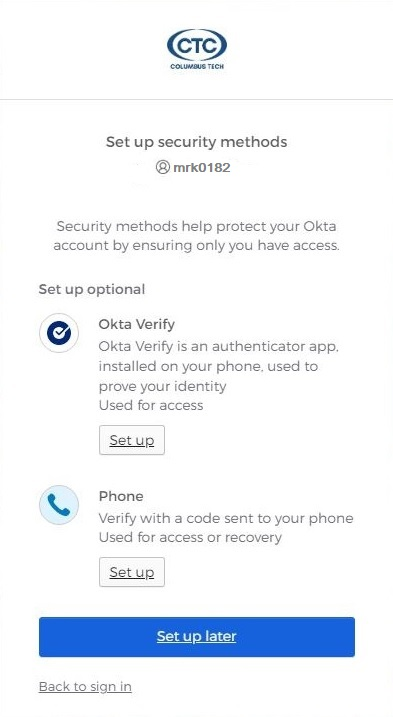 CTC
COLUMBUS TECH
Set up security methods
mrk0182
Security methods help protect your Okta
account by ensuring only you have access.
Set up optional
Okta Verify
Okta Verify is an authenticator app,
installed on your phone, used to
prove your identity
Used for access
Set up
Phone
Verify with a code sent to your phone
Used for access or recovery
Set up
Set up later
Back to sign in